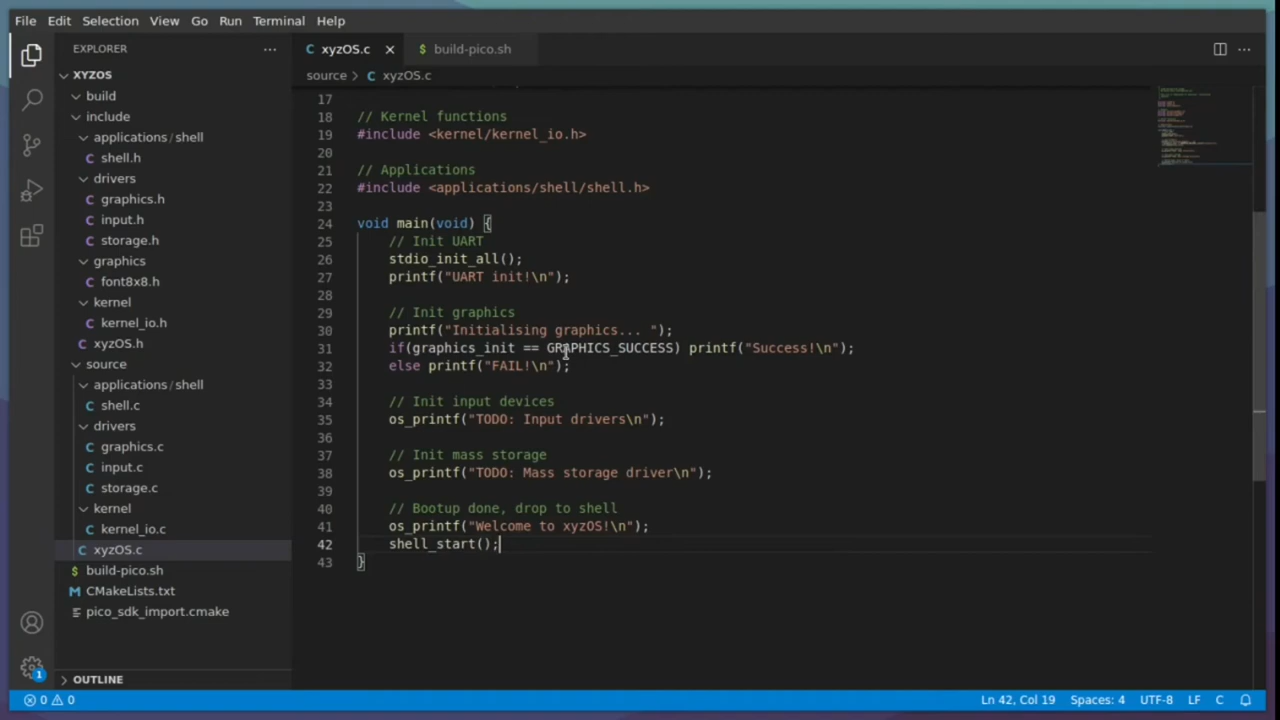 File Edit Selection View Go Run Terminal Help
EXPLORER
XYZOS
build
include
applications/shell
shell.h
drivers
graphics.h
input.h
storage.h
graphics
font8x8.h
kernel
kernel_io.h
xyzOS.h
source
applications/shell
shell.c
drivers
graphics.c
input.c
storage.c
kernel
kernel_io.c
xyzOS.c
build-pico.sh
CMakeLists.txt
pico_sdk_import.cmake
OUTLINE
xyzOS.c build-pico.sh
source > xyzOS.c
17
18 // Kernel functions
19 #include <kernel/kernel_io.h>
20
21 // Applications
22 #include <applications/shell/shell.h>
23
24 void main(void) {
25 // Init UART
26 stdio_init_all();
27 printf("UART init!\n");
28
29 // Init graphics
30 printf("Initialising graphics... ");
31 if(graphics_init == GRAPHICS_SUCCESS) printf("Success!\n");
32 else printf("FAIL!\n");
33
34 // Init input devices
35 os_printf("TODO: Input drivers\n");
36
37 // Init mass storage
38 os_printf("TODO: Mass storage driver\n");
39
40 // Bootup done, drop to shell
41 os_printf("Welcome to xyzOS!\n");
42 shell_start();
43 }
1
0 0 Ln 42, Col 19 Spaces: 4 UTF-8 LF C